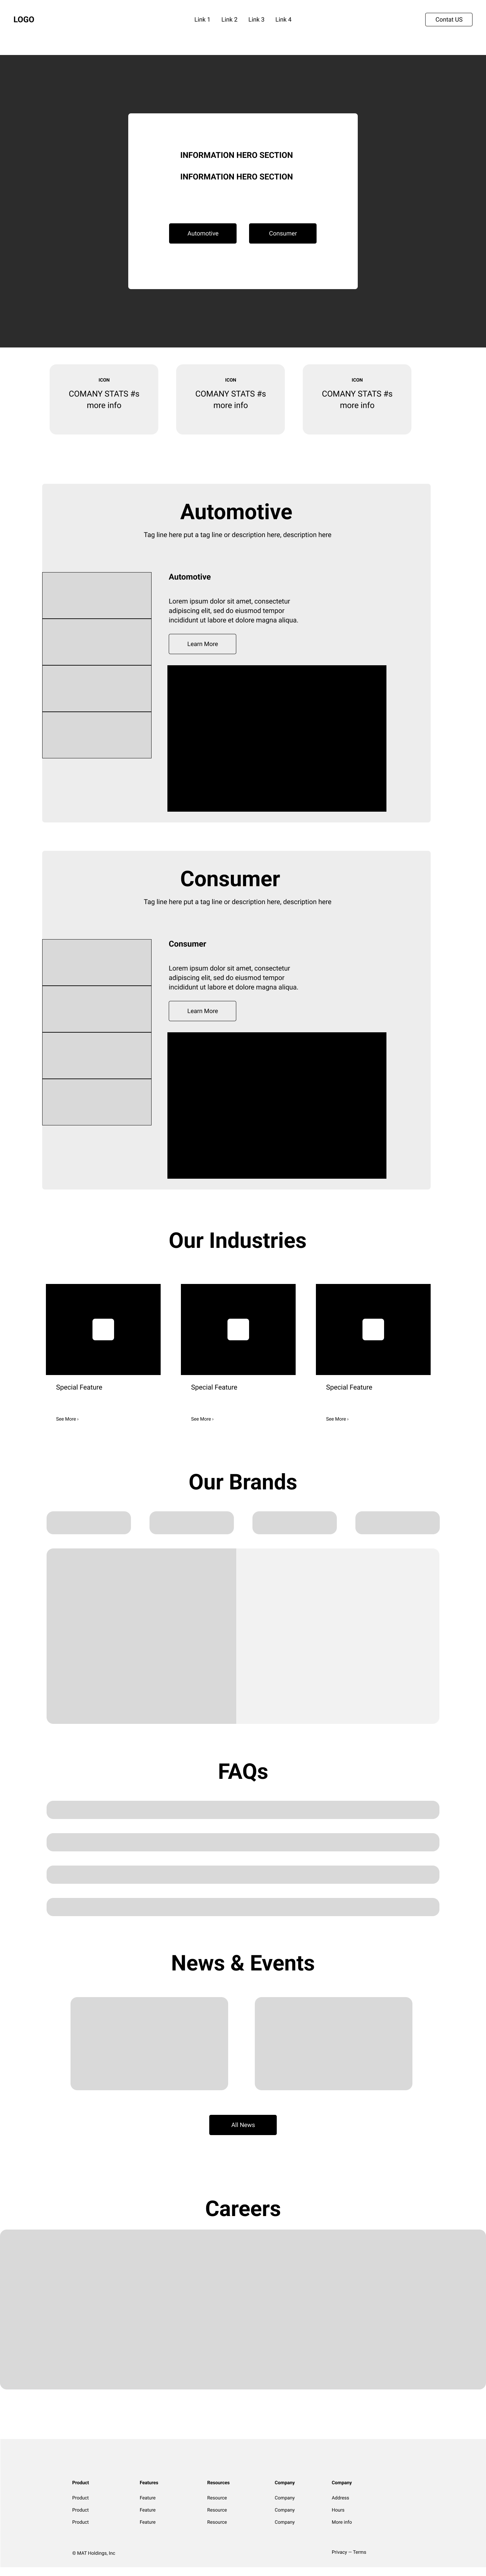 LOGO
Link 1 Link 2 Link 3 Link 4
Contat US
INFORMATION HERO SECTION
INFORMATION HERO SECTION
Automotive
Consumer
ICON
COMANY STATS #s
more info
ICON
COMANY STATS #s
more info
ICON
COMANY STATS #s
more info
Automotive
Tag line here put a tag line or description here, description here
Automotive
Lorem ipsum dolor sit amet, consectetur
adipiscing elit, sed do eiusmod tempor
incididunt ut labore et dolore magna aliqua.
Learn More
Consumer
Tag line here put a tag line or description here, description here
Consumer
Lorem ipsum dolor sit amet, consectetur
adipiscing elit, sed do eiusmod tempor
incididunt ut labore et dolore magna aliqua.
Learn More
Our Industries
Special Feature
See More ›
Special Feature
See More ›
Special Feature
See More ›
Our Brands
FAQs
News & Events
All News
Careers
Product
Product
Product
Product
Features
Feature
Feature
Feature
Resources
Resource
Resource
Resource
Company
Company
Company
Company
Company
Address
Hours
More info
© MAT Holdings, Inc
Privacy — Terms